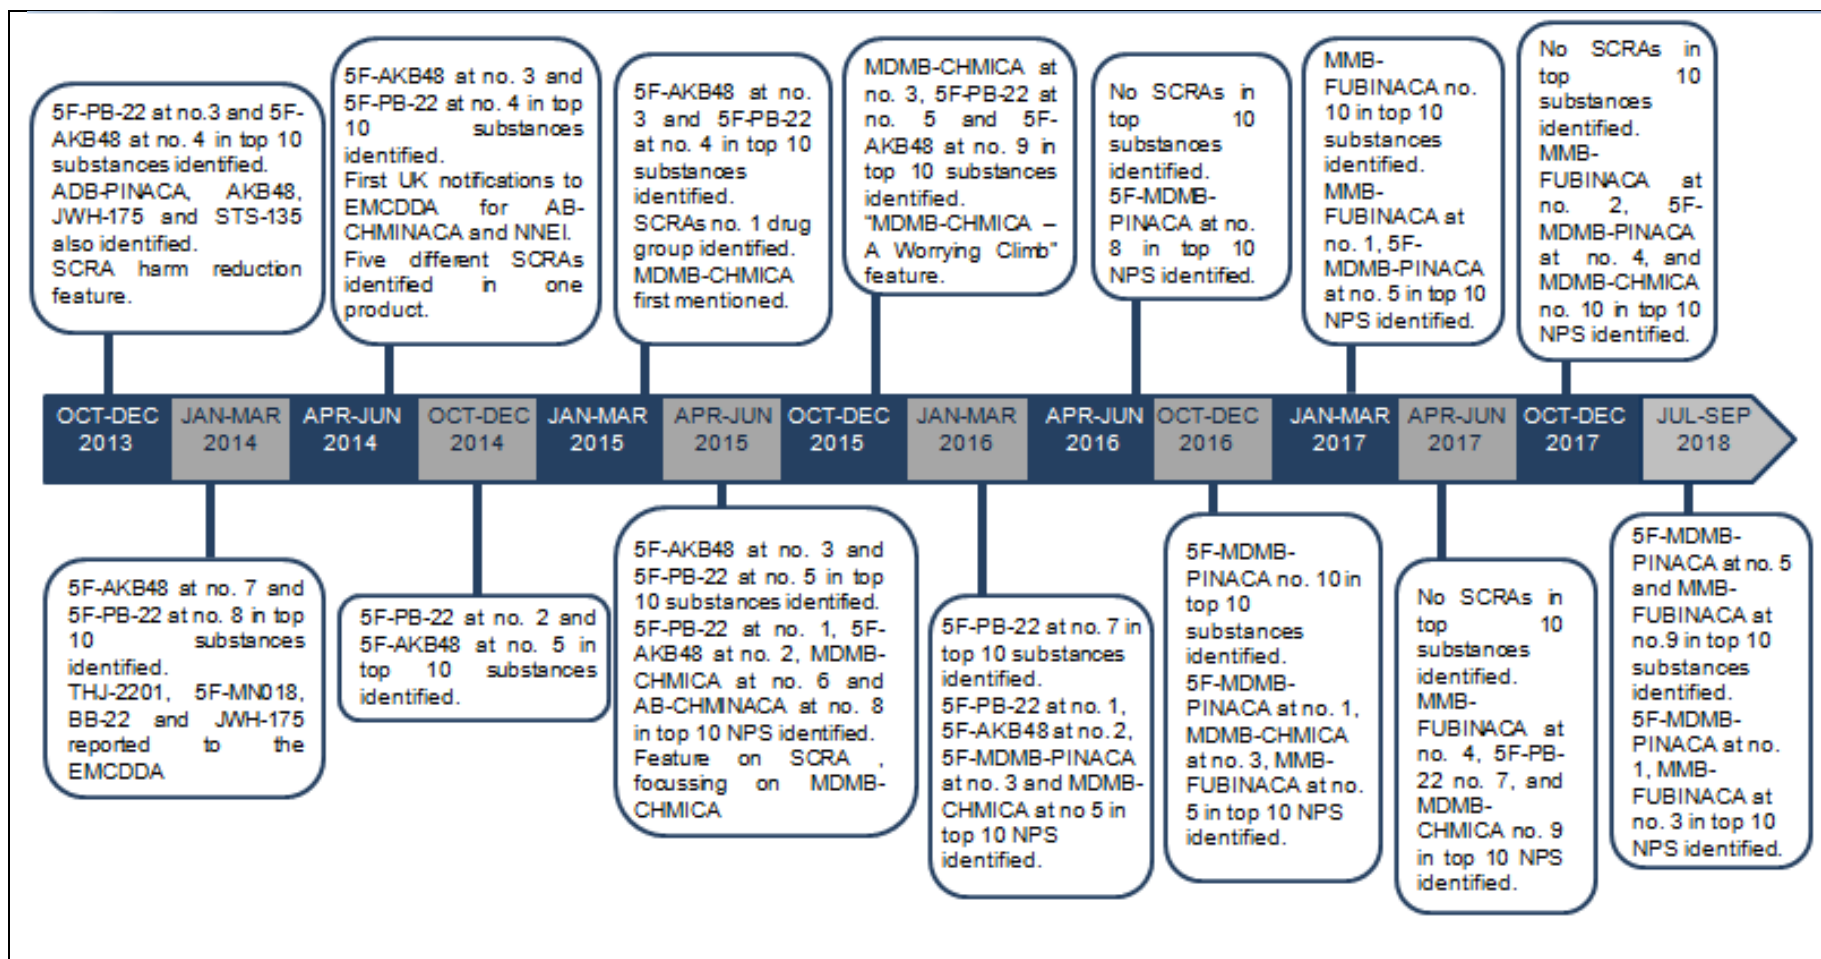 5F-PB-22 at no.3 and 5F-
AKB48 at no. 4 in top 10
substances identified.
ADB-PINACA, AKB48,
JWH-175 and STS-135
also identified.
SCRA harm reduction
feature.
5F-AKB48 at no. 3 and
5F-PB-22 at no. 4 in top
10 substances
identified.
First UK notifications to
EMCDDA for AB-
CHMINACA and NNEI.
Five different SCRAs
identified in one
product.
5F-AKB48 at no.
3 and 5F-PB-22
at no. 4 in top 10
substances
identified.
SCRAs no. 1 drug
group identified.
MDMB-CHMICA
first mentioned.
MDMB-CHMICA at
no. 3, 5F-PB-22 at
no. 5 and 5F-
AKB48 at no. 9 in
top 10 substances
identified.
“MDMB-CHMICA –
A Worrying Climb”
feature.
No SCRAs in
top 10
substances
identified.
5F-MDMB-
PINACA at no.
8 in top 10
NPS identified.
MMB-
FUBINACA no.
10 in top 10
substances
identified.
MMB-
FUBINACA at
no. 1, 5F-
MDMB-PINACA
at no. 5 in top 10
NPS identified.
No SCRAs in
top 10
substances
identified.
MMB-
FUBINACA at
no. 2, 5F-
MDMB-PINACA
at no. 4, and
MDMB-CHMICA
no. 10 in top 10
NPS identified.
OCT-DEC
2013
JAN-MAR
2014
APR-JUN
2014
OCT-DEC
2014
JAN-MAR
2015
APR-JUN
2015
OCT-DEC
2015
JAN-MAR
2016
APR-JUN
2016
OCT-DEC
2016
JAN-MAR
2017
APR-JUN
2017
OCT-DEC
2017
JUL-SEP
2018
5F-AKB48 at no. 7 and
5F-PB-22 at no. 8 in top
10 substances
identified.
THJ-2201, 5F-MN018,
BB-22 and JWH-175
reported to the
EMCDDA
5F-PB-22 at no. 2 and
5F-AKB48 at no. 5 in
top 10 substances
identified.
5F-AKB48 at no. 3 and
5F-PB-22 at no. 5 in top
10 substances identified.
5F-PB-22 at no. 1, 5F-
AKB48 at no. 2, MDMB-
CHMICA at no. 6 and
AB-CHMINACA at no. 8
in top 10 NPS identified.
Feature on SCRA ,
focussing on MDMB-
CHMICA
5F-PB-22 at no. 7 in
top 10 substances
identified.
5F-PB-22 at no. 1,
5F-AKB48 at no. 2,
5F-MDMB-PINACA
at no. 3 and MDMB-
CHMICA at no 5 in
top 10 NPS
identified.
5F-MDMB-
PINACA no. 10 in
top 10
substances
identified.
5F-MDMB-
PINACA at no. 1,
MDMB-CHMICA
at no. 3, MMB-
FUBINACA at no.
5 in top 10 NPS
identified.
No SCRAs in
top 10
substances
identified.
MMB-
FUBINACA at
no. 4, 5F-PB-
22 no. 7, and
MDMB-
CHMICA no. 9
in top 10 NPS
identified.
5F-MDMB-
PINACA at no. 5
and MMB-
FUBINACA at
no.9 in top 10
substances
identified.
5F-MDMB-
PINACA at no.
1, MMB-
FUBINACA at
no. 3 in top 10
NPS identified.